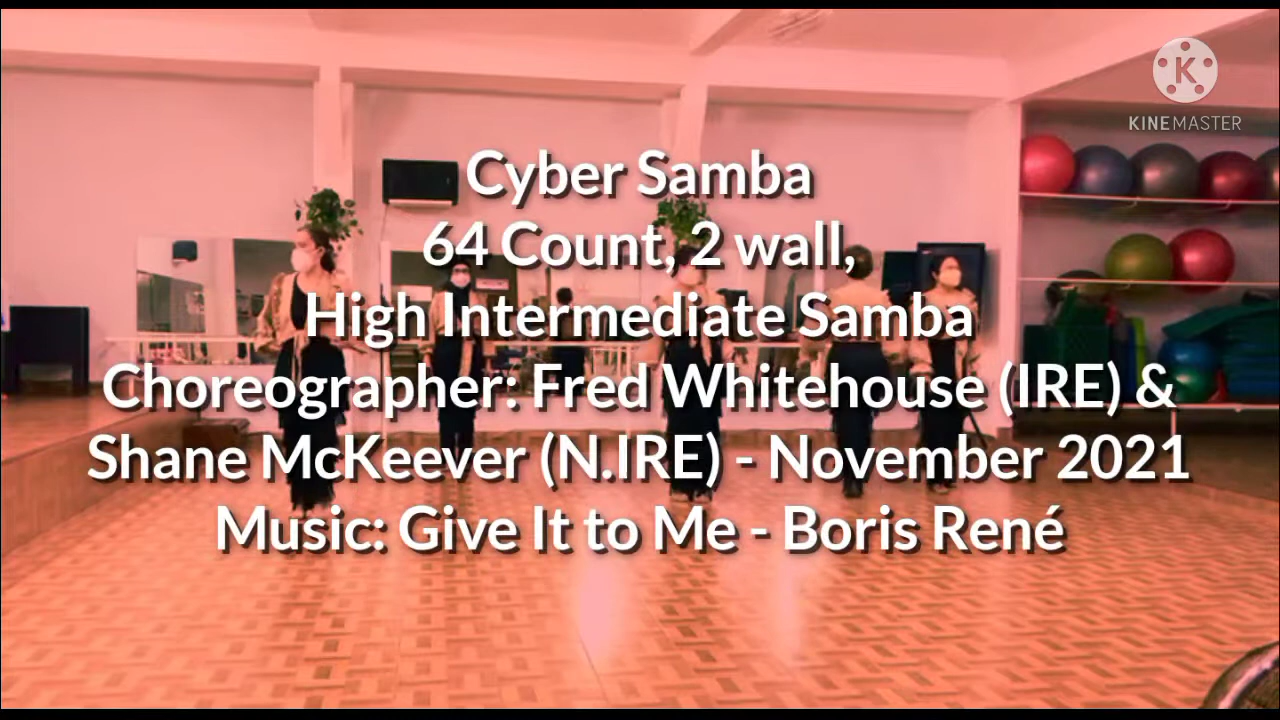 K
KINEMASTER
Cyber Samba
64 Count, 2 wall,
High Intermediate Samba
Choreographer: Fred Whitehouse (IRE) &
Shane McKeever (N.IRE) - November 2021
Music: Give It to Me - Boris René